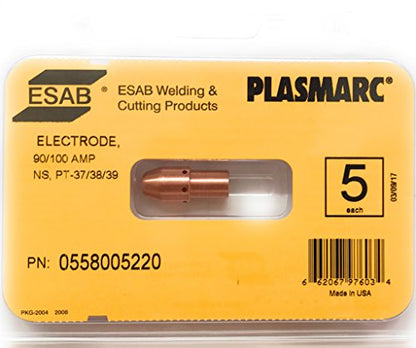 ESAB®
ESAB Welding &
Cutting Products
PLASMARC®
ELECTRODE,
90/100 AMP
NS, PT-37/38/39
5
each
03/09/17
PN: 0558005220
6 62067 97603 4
Made in USA
PKG-2004 2008